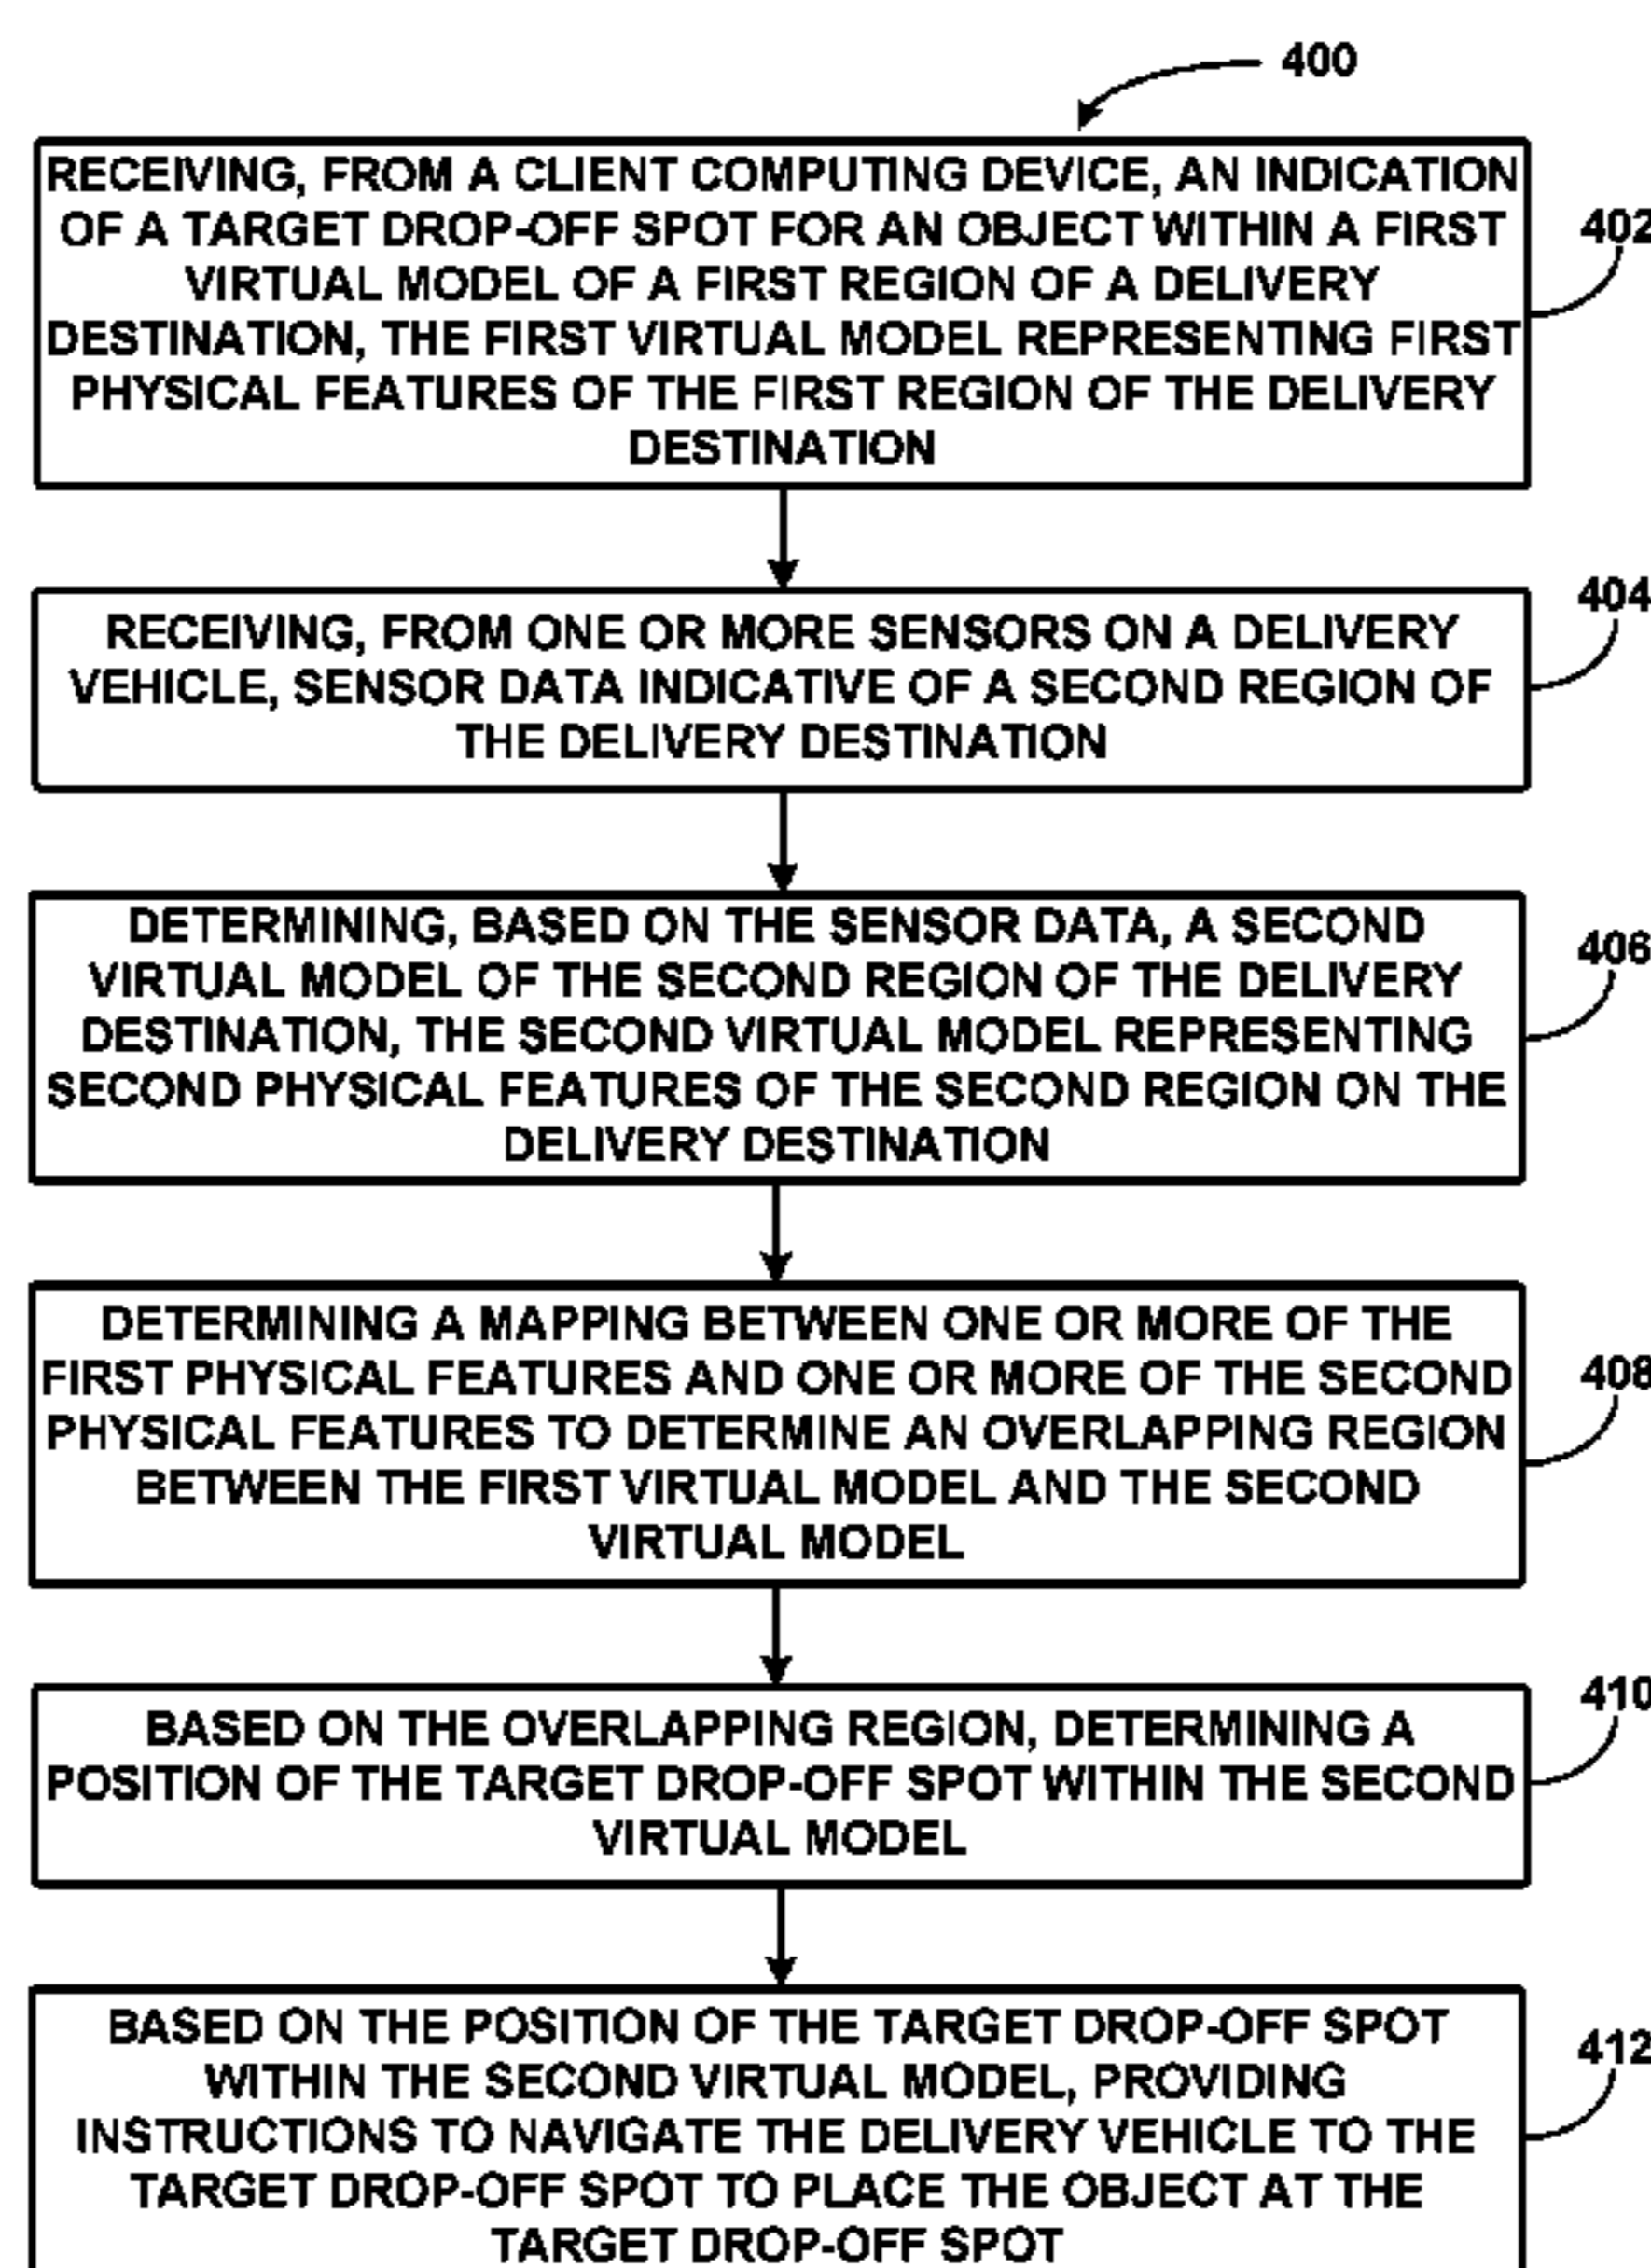 400
RECEIVING, FROM A CLIENT COMPUTING DEVICE, AN INDICATION
OF A TARGET DROP-OFF SPOT FOR AN OBJECT WITHIN A FIRST
VIRTUAL MODEL OF A FIRST REGION OF A DELIVERY
DESTINATION, THE FIRST VIRTUAL MODEL REPRESENTING FIRST
PHYSICAL FEATURES OF THE FIRST REGION OF THE DELIVERY
DESTINATION
402
RECEIVING, FROM ONE OR MORE SENSORS ON A DELIVERY
VEHICLE, SENSOR DATA INDICATIVE OF A SECOND REGION OF
THE DELIVERY DESTINATION
404
DETERMINING, BASED ON THE SENSOR DATA, A SECOND
VIRTUAL MODEL OF THE SECOND REGION OF THE DELIVERY
DESTINATION, THE SECOND VIRTUAL MODEL REPRESENTING
SECOND PHYSICAL FEATURES OF THE SECOND REGION ON THE
DELIVERY DESTINATION
406
DETERMINING A MAPPING BETWEEN ONE OR MORE OF THE
FIRST PHYSICAL FEATURES AND ONE OR MORE OF THE SECOND
PHYSICAL FEATURES TO DETERMINE AN OVERLAPPING REGION
BETWEEN THE FIRST VIRTUAL MODEL AND THE SECOND
VIRTUAL MODEL
408
BASED ON THE OVERLAPPING REGION, DETERMINING A
POSITION OF THE TARGET DROP-OFF SPOT WITHIN THE SECOND
VIRTUAL MODEL
410
BASED ON THE POSITION OF THE TARGET DROP-OFF SPOT
WITHIN THE SECOND VIRTUAL MODEL, PROVIDING
INSTRUCTIONS TO NAVIGATE THE DELIVERY VEHICLE TO THE
TARGET DROP-OFF SPOT TO PLACE THE OBJECT AT THE
TARGET DROP-OFF SPOT
412